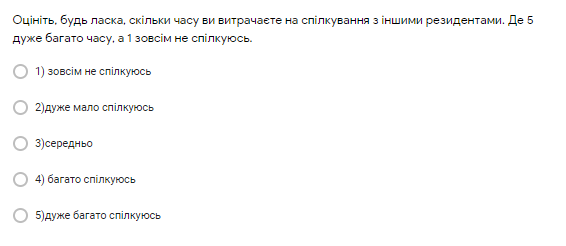 Оцініть, будь ласка, скільки часу ви витрачаєте на спілкування з іншими резидентами. Де 5
дуже багато часу, а 1 зовсім не спілкуюсь.
1) зовсім не спілкуюсь
2)дуже мало спілкуюсь
3)середньо
4) багато спілкуюсь
5)дуже багато спілкуюсь